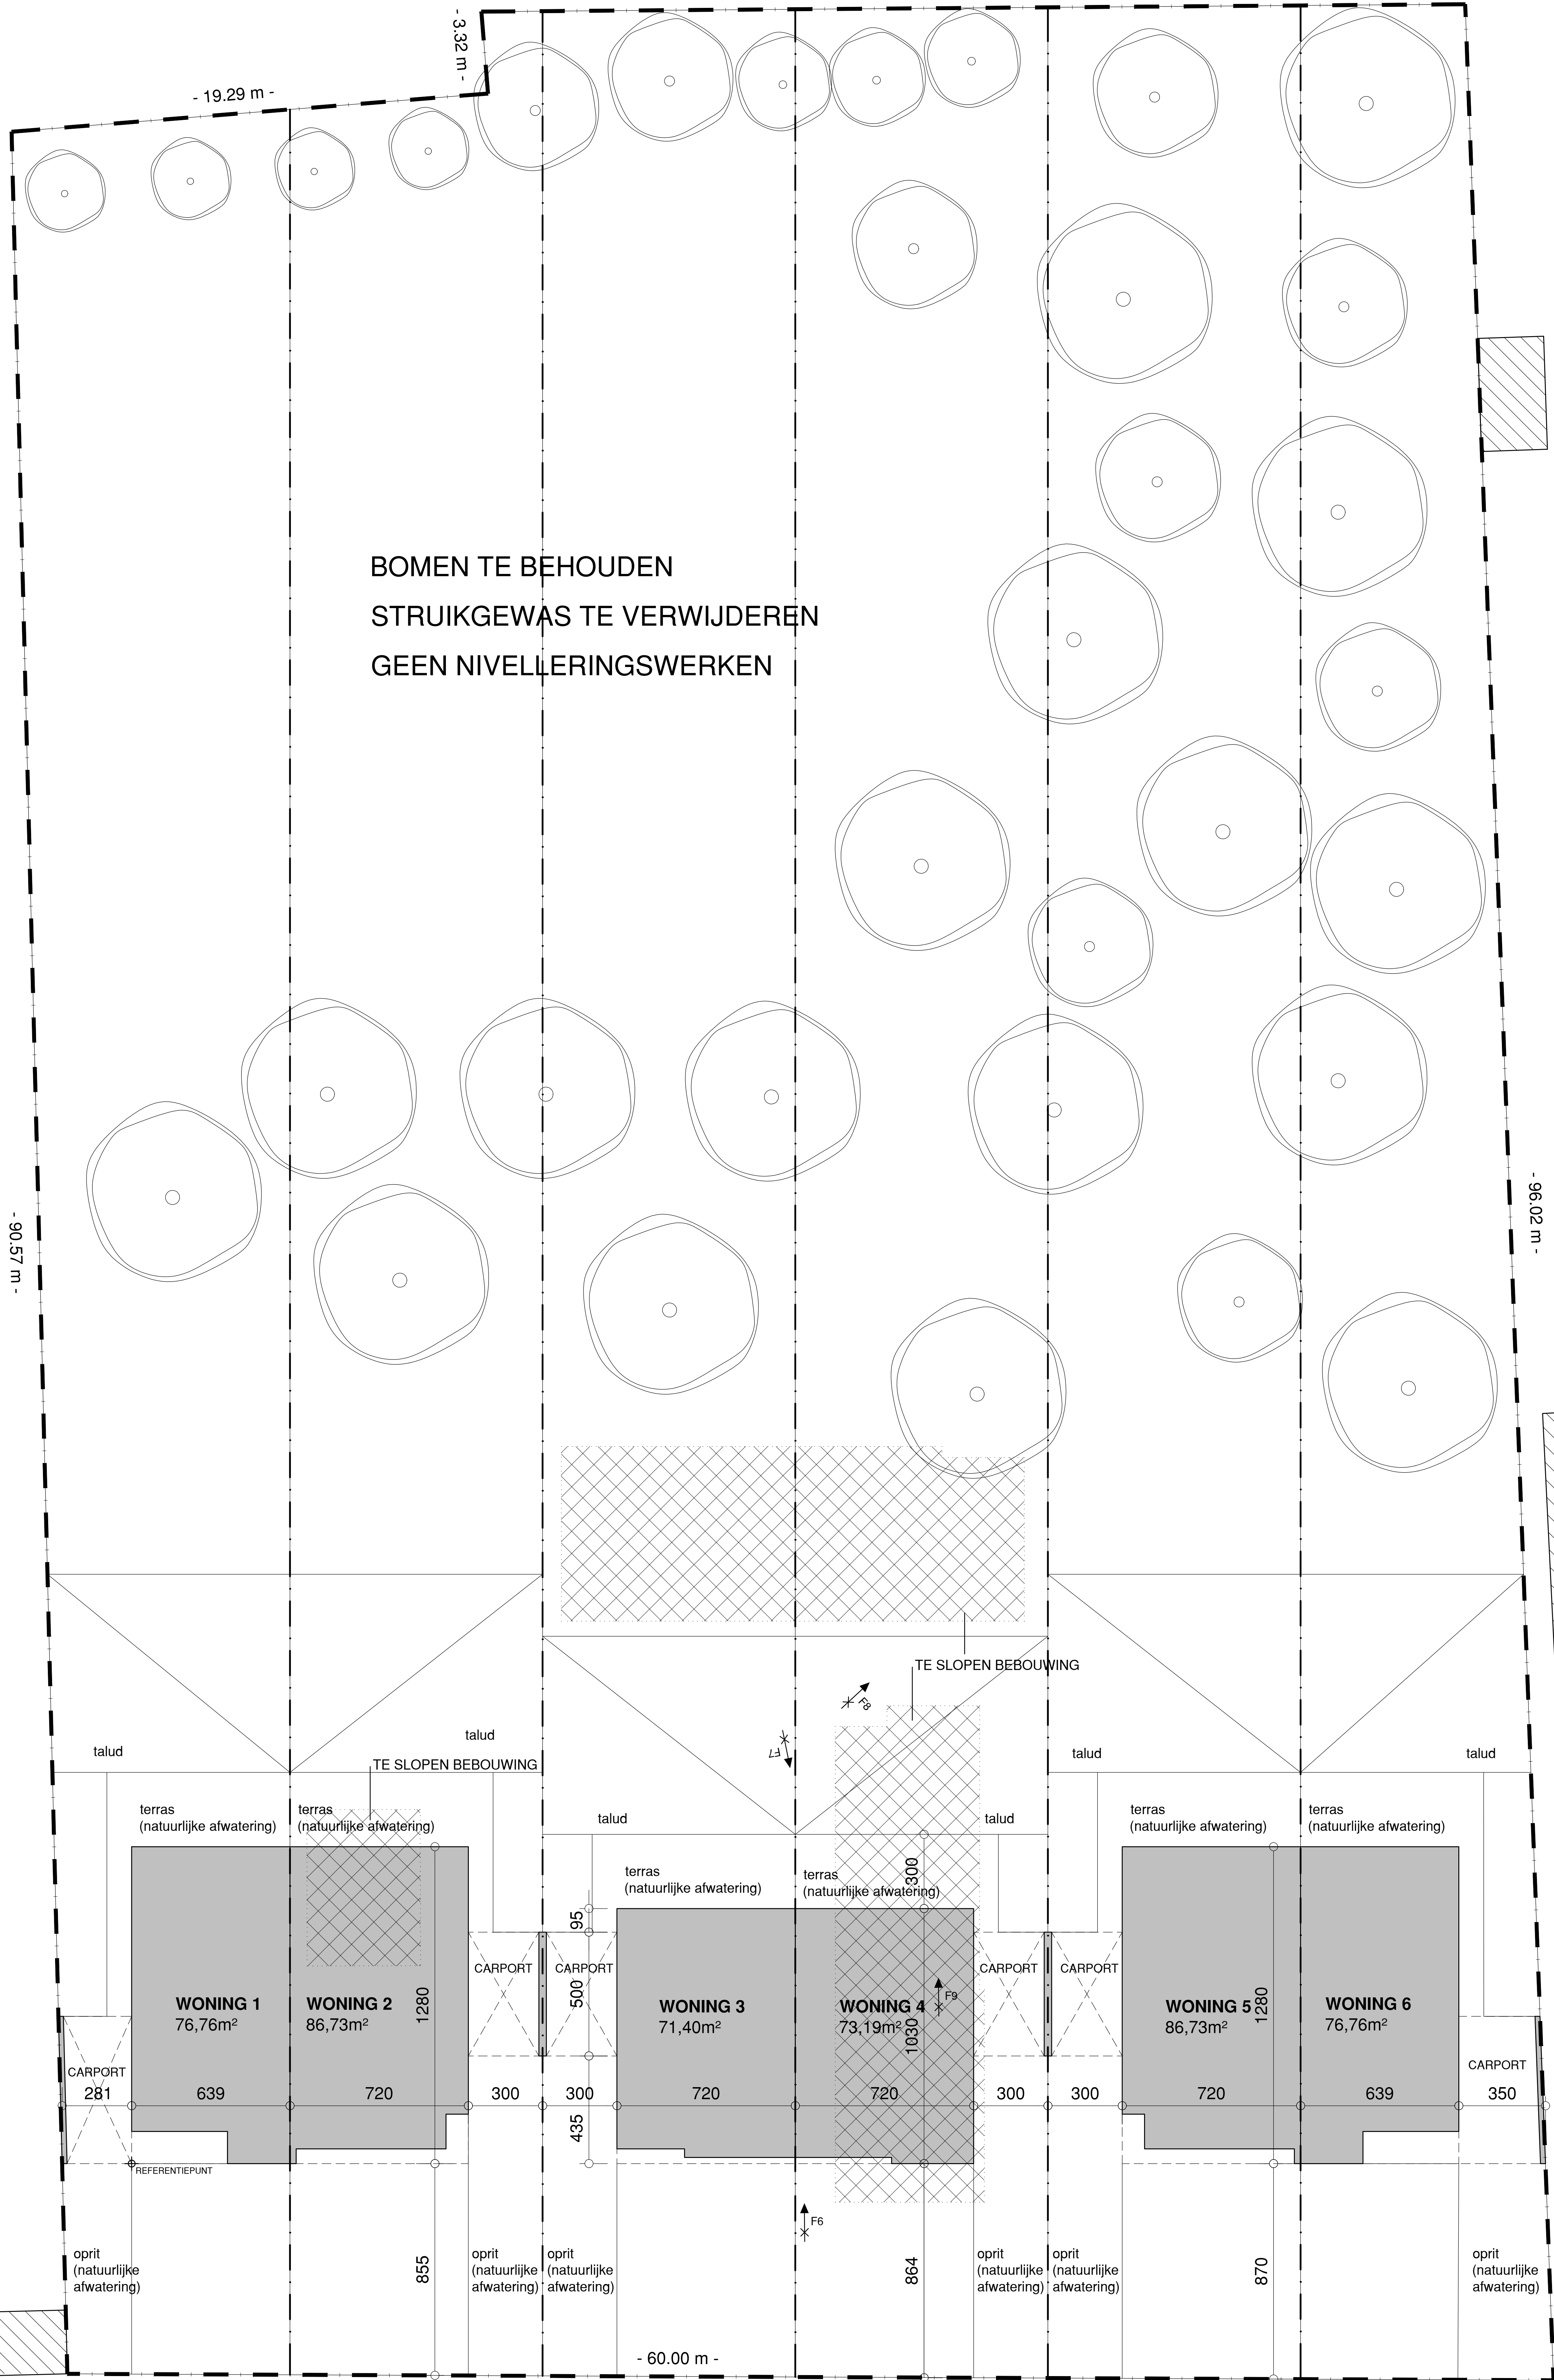 - 3.32 m -
- 19.29 m -
BOMEN TE BEHOUDEN
STRUIKGEWAS TE VERWIJDEREN
GEEN NIVELLERINGSWERKEN
- 90.57 m -
- 96.02 m -
TE SLOPEN BEBOUWING
F8
F7
talud
talud
talud
talud
TE SLOPEN BEBOUWING
terras
(natuurlijke afwatering)
terras
(natuurlijke afwatering)
talud
talud
terras
(natuurlijke afwatering)
terras
(natuurlijke afwatering)
terras
(natuurlijke afwatering)
terras
(natuurlijke afwatering)
300
95
CARPORT
CARPORT
CARPORT
CARPORT
500
F9
WONING 1
76,76m²
WONING 2
86,73m²
1280
WONING 3
71,40m²
WONING 4
73,19m²
1030
WONING 5
86,73m²
1280
WONING 6
76,76m²
CARPORT
CARPORT
281
639
720
300
300
720
720
300
300
720
639
350
435
REFERENTIEPUNT
F6
oprit
(natuurlijke
afwatering)
855
oprit
(natuurlijke
afwatering)
oprit
(natuurlijke
afwatering)
864
oprit
(natuurlijke
afwatering)
oprit
(natuurlijke
afwatering)
870
oprit
(natuurlijke
afwatering)
- 60.00 m -